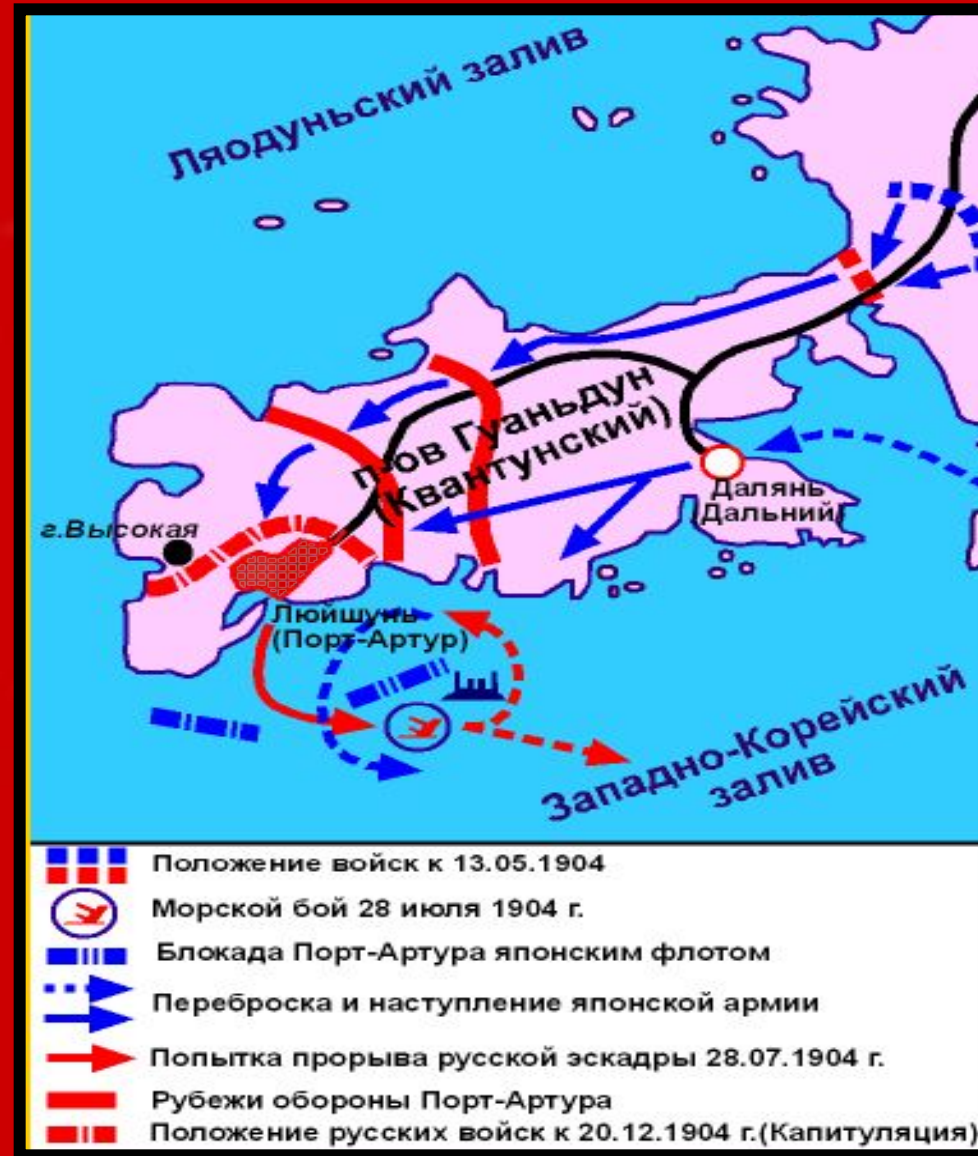 Ляодуньский залив
п-ов Гуаньдун
(Квантунский)
Далянь
(Дальний)
г.Высокая
Люйшунь
(Порт-Артур)
Западно-Корейский
залив
Положение войск к 13.05.1904
Морской бой 28 июля 1904 г.
Блокада Порт-Артура японским флотом
Переброска и наступление японской армии
Попытка прорыва русской эскадры 28.07.1904 г.
Рубежи обороны Порт-Артура
Положение русских войск к 20.12.1904 г.(Капитуляция)